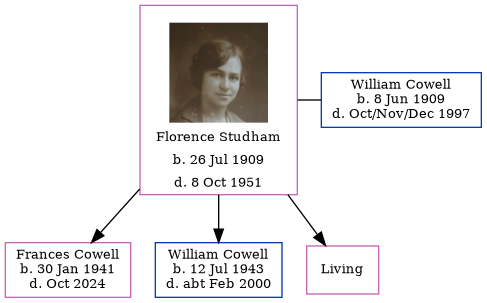 Florence Studham
b. 26 Jul 1909
d. 8 Oct 1951
William Cowell
b. 8 Jun 1909
d. Oct/Nov/Dec 1997
Frances Cowell
b. 30 Jan 1941
d. Oct 2024
William Cowell
b. 12 Jul 1943
d. abt Feb 2000
Living